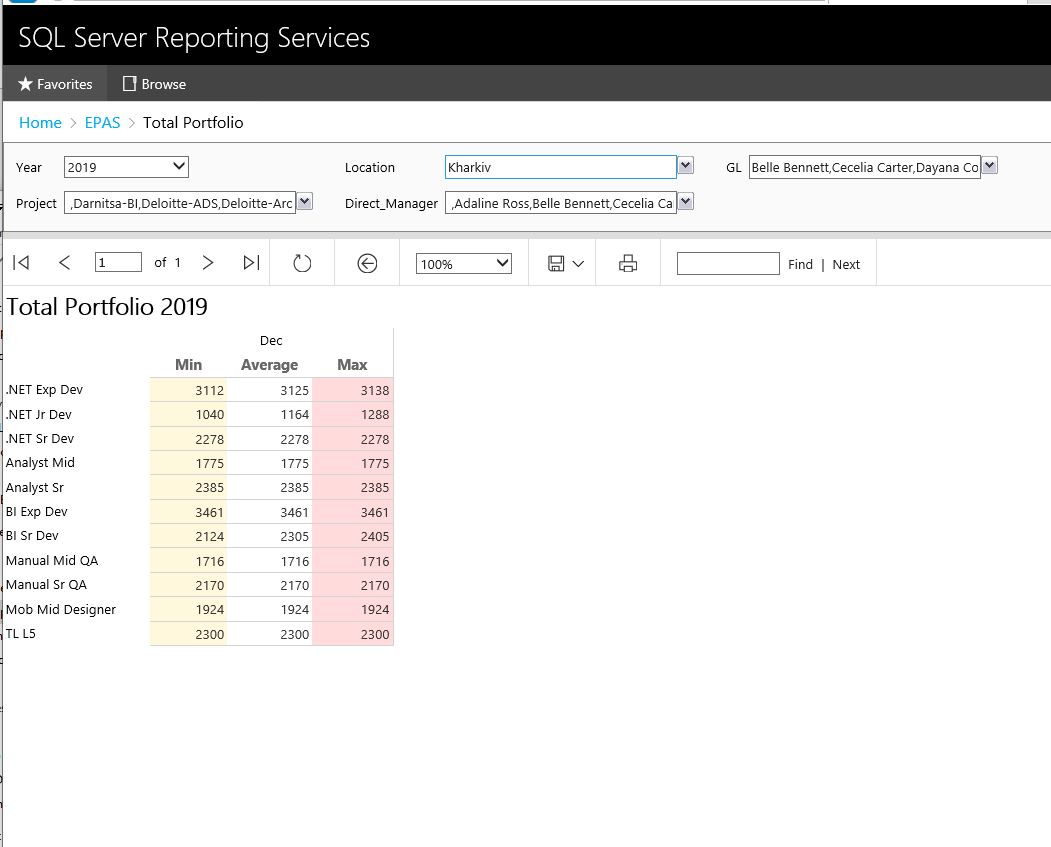 SQL Server Reporting Services
Favorites Browse
Home > EPAS > Total Portfolio
Year 2019 Location Kharkiv GL Belle Bennett,Cecelia Carter,Dayana Co
Project ,Darnitsa-BI,Deloitte-ADS,Deloitte-Arc Direct_Manager ,Adaline Ross,Belle Bennett,Cecelia Ca
1 of 1 100% Find | Next
Total Portfolio 2019
Dec
Min Average Max
.NET Exp Dev 3112 3125 3138
.NET Jr Dev 1040 1164 1288
.NET Sr Dev 2278 2278 2278
Analyst Mid 1775 1775 1775
Analyst Sr 2385 2385 2385
BI Exp Dev 3461 3461 3461
BI Sr Dev 2124 2305 2405
Manual Mid QA 1716 1716 1716
Manual Sr QA 2170 2170 2170
Mob Mid Designer 1924 1924 1924
TL L5 2300 2300 2300